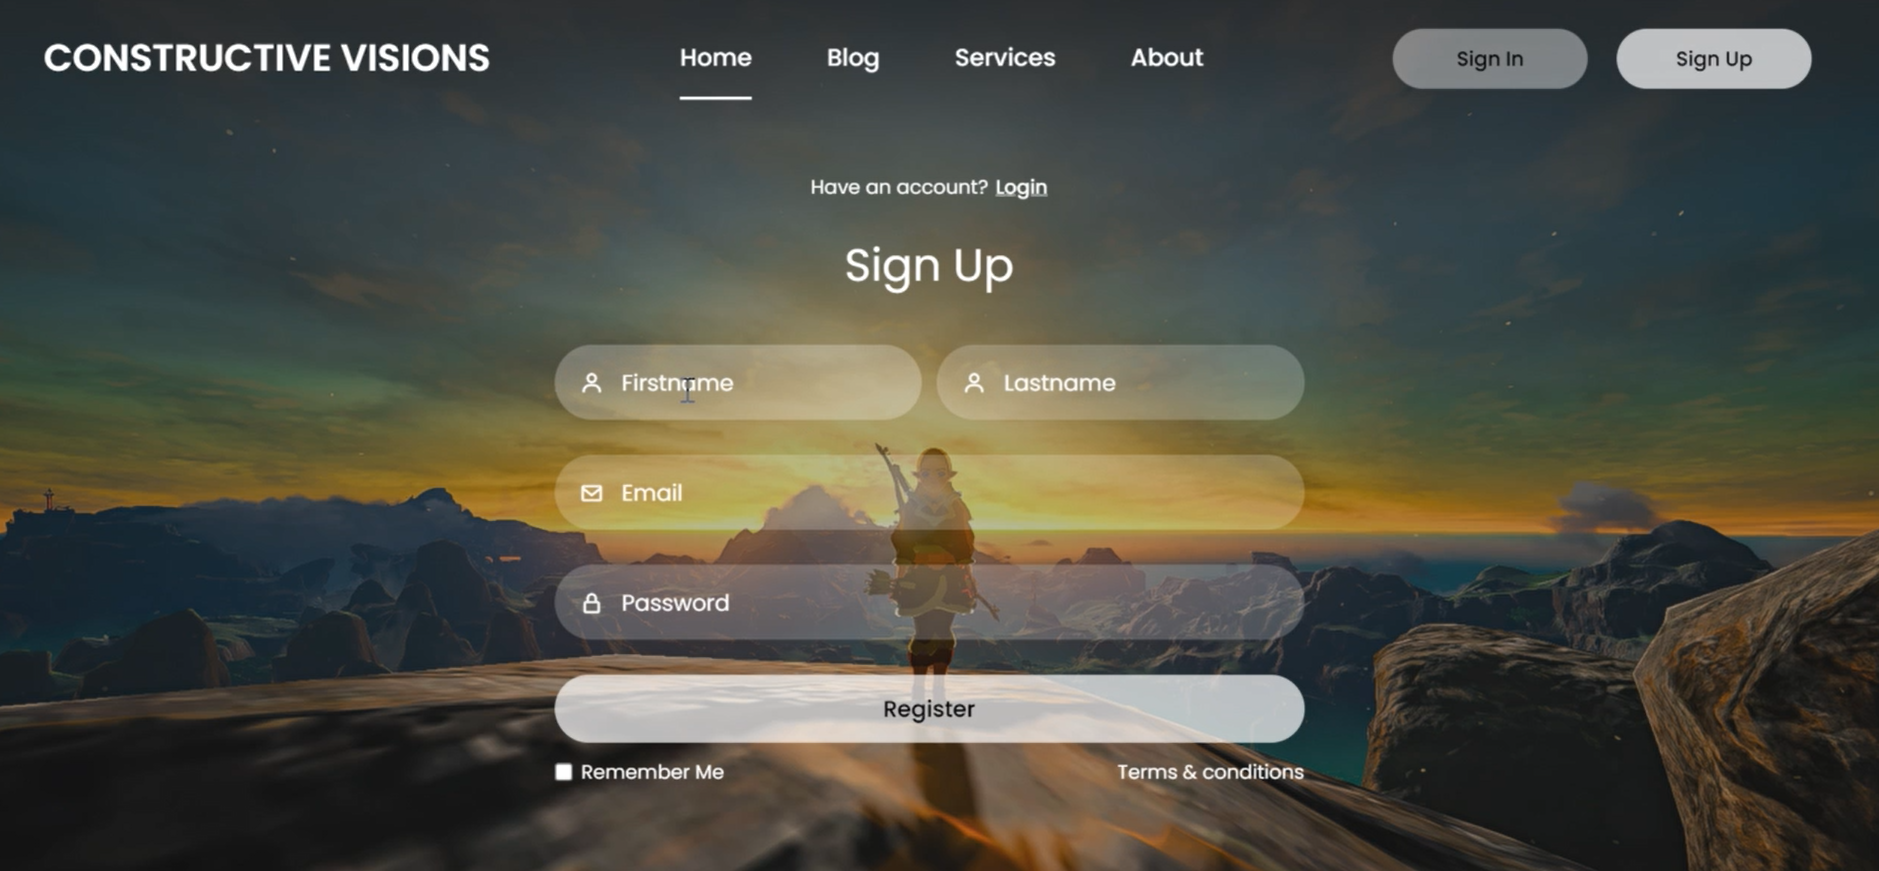 CONSTRUCTIVE VISIONS Home Blog Services About Sign In Sign Up
Have an account? Login
Sign Up
Firstname Lastname
Email
Password
Register
Remember Me Terms & conditions